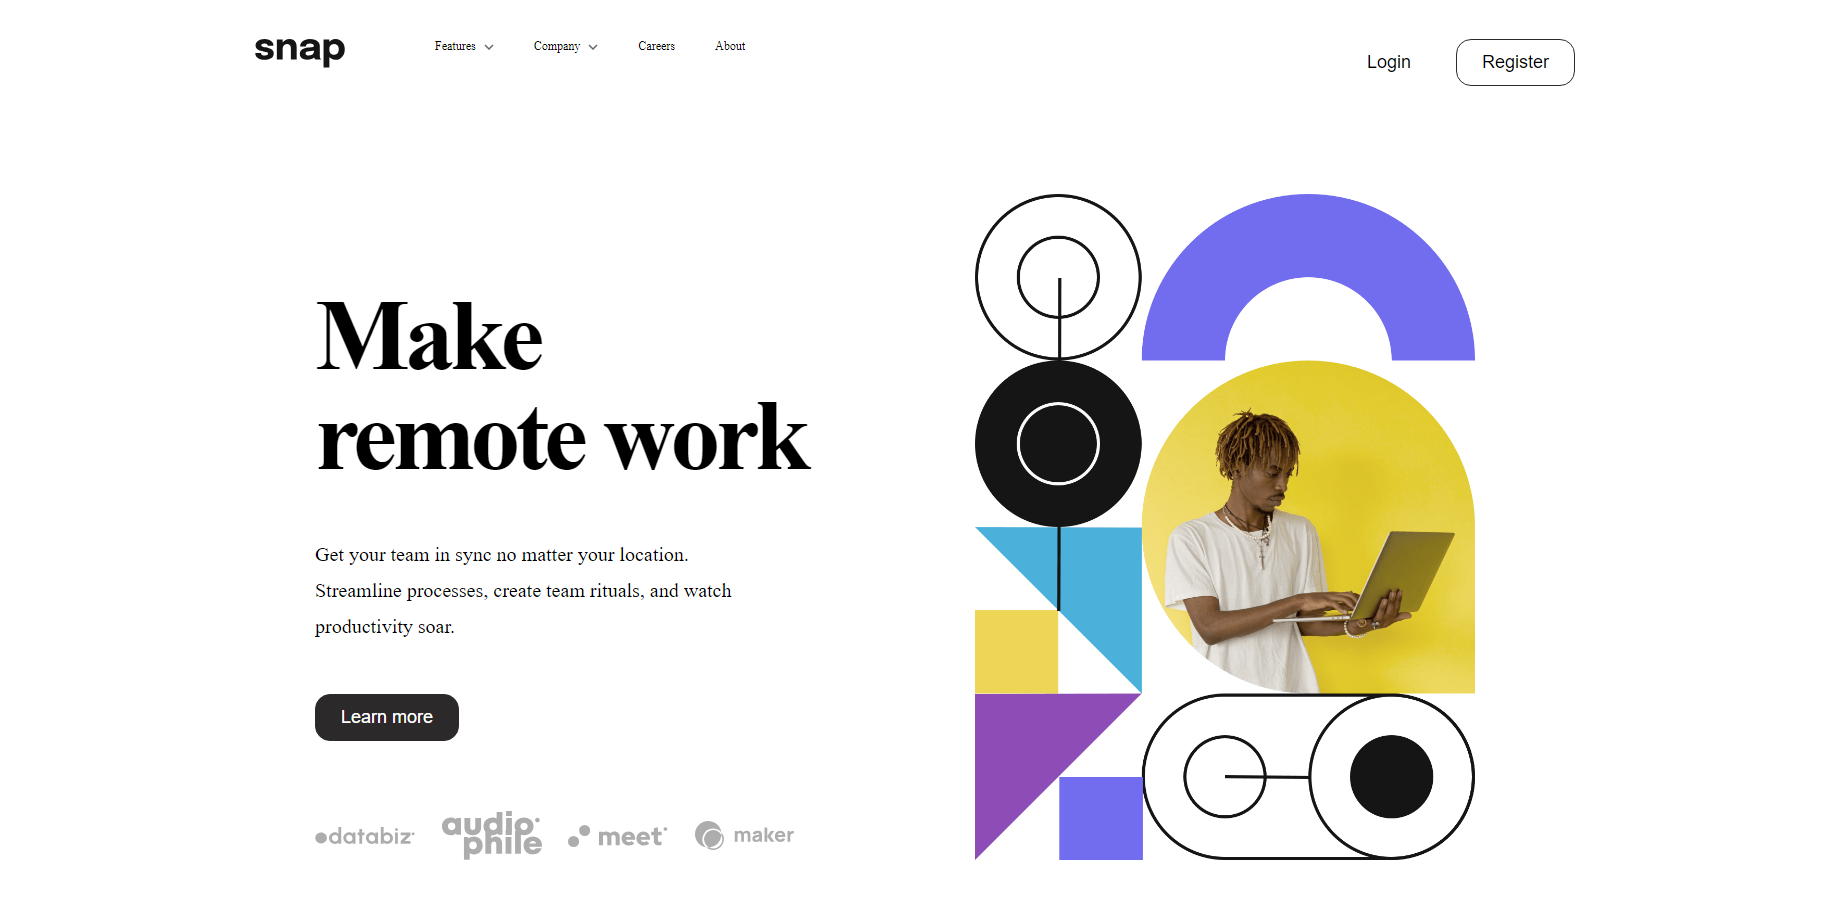 snap
Features
Company
Careers
About
Login
Register
Make
remote work
Get your team in sync no matter your location.
Streamline processes, create team rituals, and watch
productivity soar.
Learn more
databiz
audiophile
meet
maker